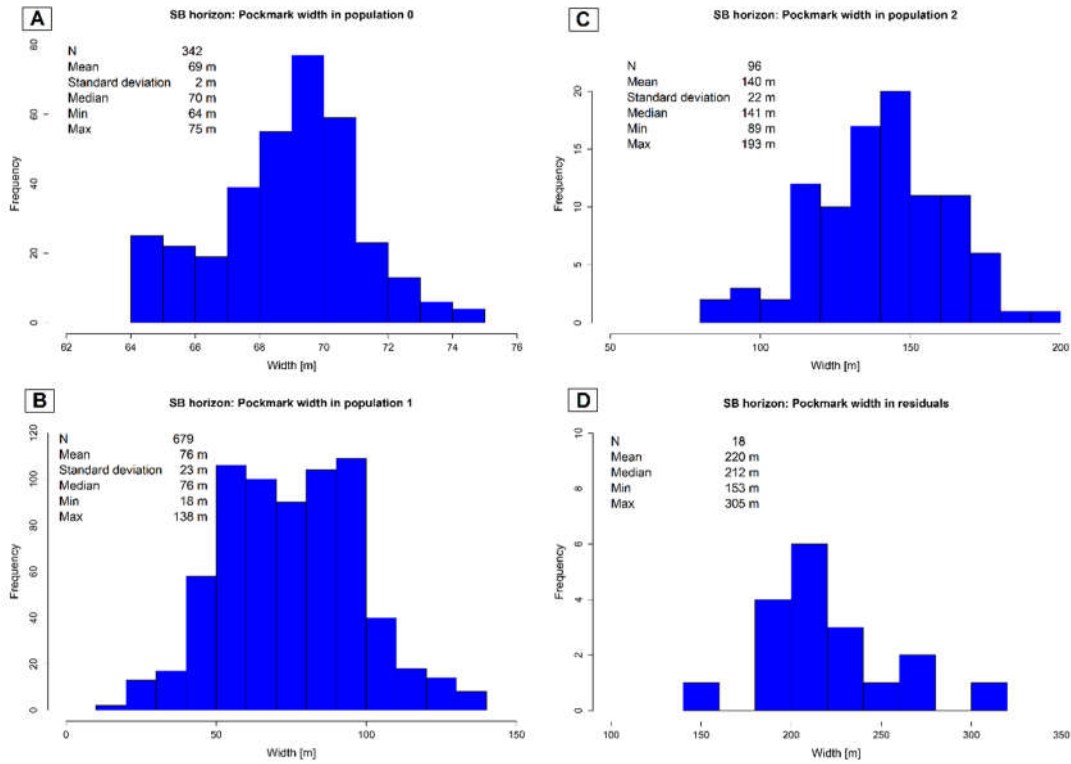 A
SB horizon: Pockmark width in population 0
N 342
Mean 69 m
Standard deviation 2 m
Median 70 m
Min 64 m
Max 75 m
Frequency
0 20 40 60 80
62 64 66 68 70 72 74 76
Width [m]
C
SB horizon: Pockmark width in population 2
N 96
Mean 140 m
Standard deviation 22 m
Median 141 m
Min 89 m
Max 193 m
Frequency
0 5 10 15 20
50 100 150 200
Width [m]
B
SB horizon: Pockmark width in population 1
N 679
Mean 76 m
Standard deviation 23 m
Median 76 m
Min 18 m
Max 138 m
Frequency
0 20 40 60 80 100 120
0 50 100 150
Width [m]
D
SB horizon: Pockmark width in residuals
N 18
Mean 220 m
Median 212 m
Min 153 m
Max 305 m
Frequency
0 2 4 6 8 10
100 150 200 250 300 350
Width [m]